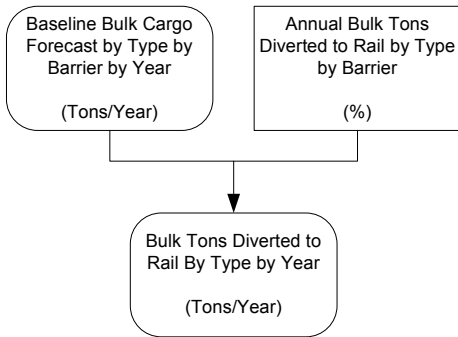 Baseline Bulk Cargo
Forecast by Type by
Barrier by Year
(Tons/Year)
Annual Bulk Tons
Diverted to Rail by Type
by Barrier
(%)
Bulk Tons Diverted to
Rail By Type by Year
(Tons/Year)